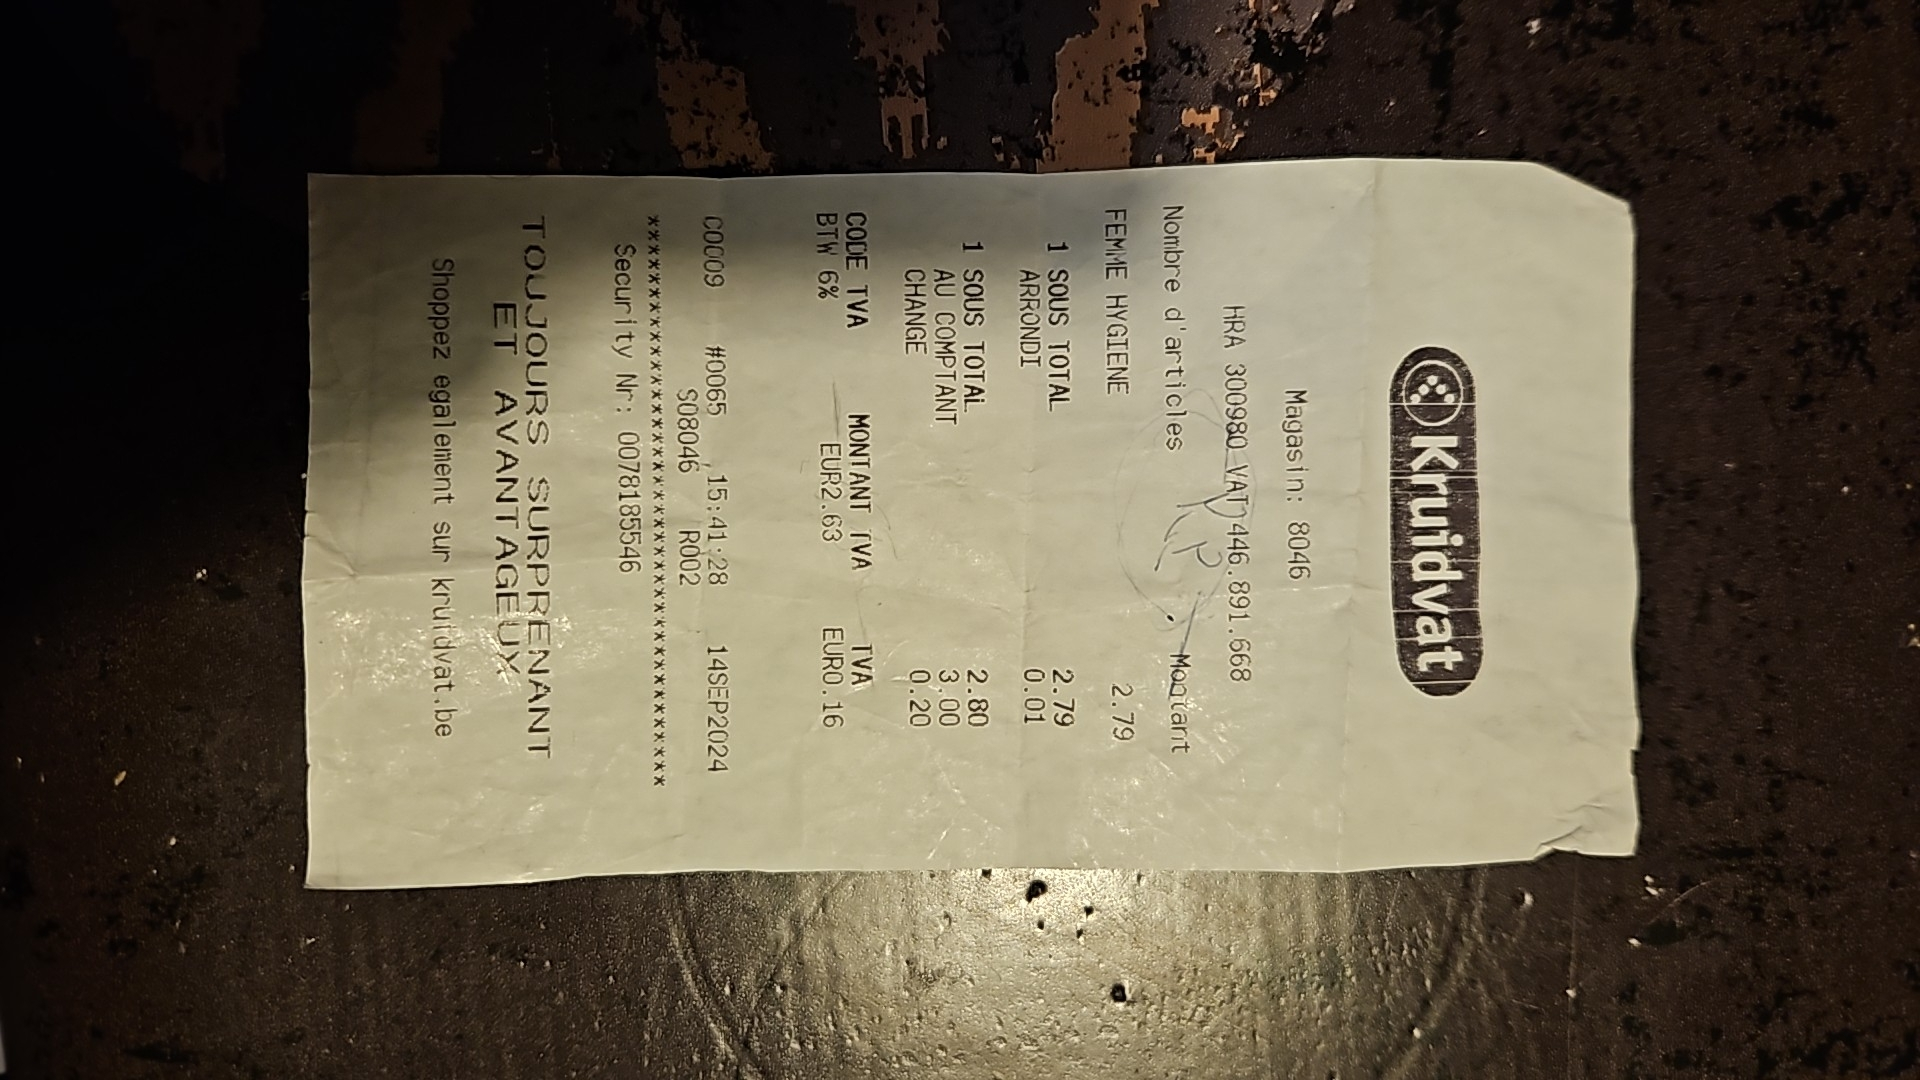 Kruidvat
Magasin: 8046
HRA 300980 VAT 446.891.668
Nombre d'articles Montant
FEMME HYGIENE 2.79
1 SOUS TOTAL 2.79
ARRONDI 0.01
1 SOUS TOTAL 2.80
AU COMPTANT 3.00
CHANGE 0.20
CODE TVA MONTANT TVA TVA
BTW 6% EUR2.63 EUR0.16
C0009 #0065 15:41:28 14SEP2024
S08046 R002
****************************************
Security Nr: 0078185546
TOUJOURS SURPRENANT
ET AVANTAGEUX
Shoppez egalement sur kruidvat.be